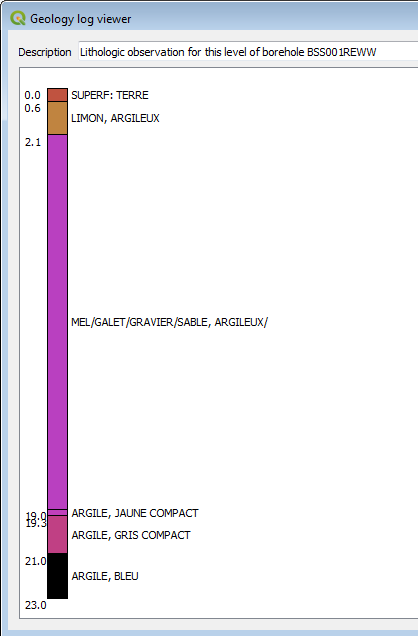 Geology log viewer
Description Lithologic observation for this level of borehole BSS001REWW
0.0 SUPERF: TERRE
0.6
LIMON, ARGILEUX
2.1
MEL/GALET/GRAVIER/SABLE, ARGILEUX/
ARGILE, JAUNE COMPACT
19.0
19.3
ARGILE, GRIS COMPACT
21.0
ARGILE, BLEU
23.0